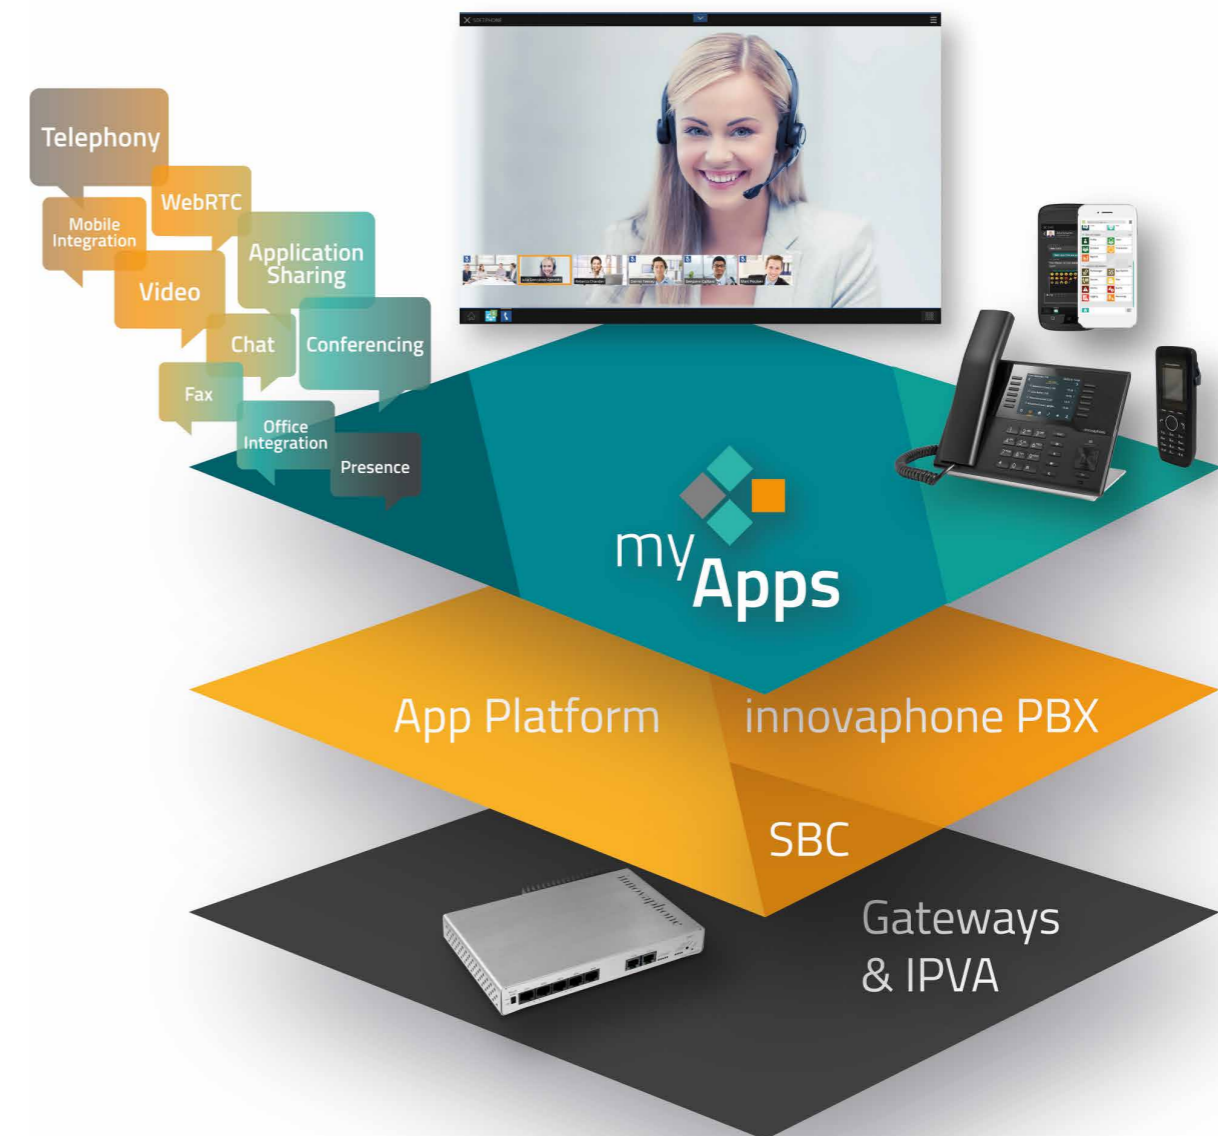 SOFTPHONE
Telephony
WebRTC
Mobile
Integration
Application
Sharing
Video
Chat
Conferencing
Fax
Office
Integration
Presence
my
Apps
App Platform
innovaphone PBX
SBC
innovaphone
Gateways
& IPVA